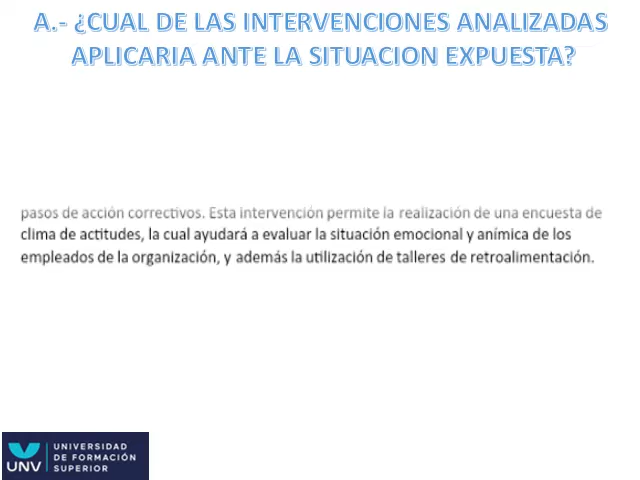 A.- ¿CUAL DE LAS INTERVENCIONES ANALIZADAS
APLICARIA ANTE LA SITUACION EXPUESTA?
pasos de acción correctivos. Esta intervención permite la realización de una encuesta de
clima de actitudes, la cual ayudará a evaluar la situación emocional y anímica de los
empleados de la organización, y además la utilización de talleres de retroalimentación.
UNV
UNIVERSIDAD
DE FORMACIÓN
SUPERIOR